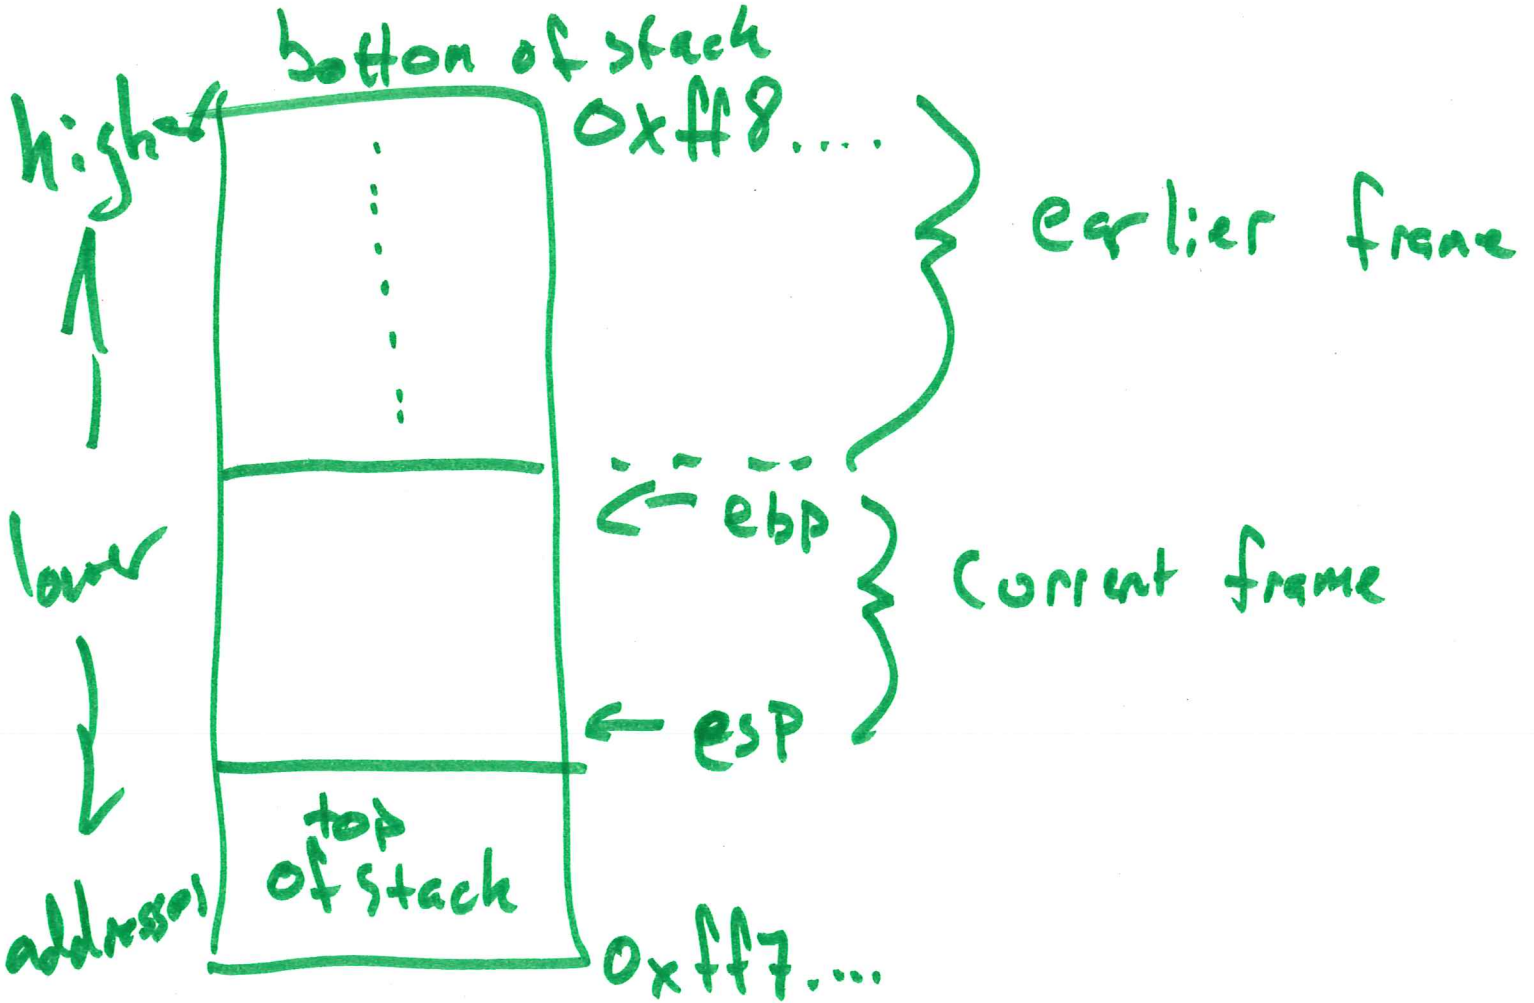 bottom of stack
higher
0xff8.....
earlier frame
ebp
lower
current frame
esp
top
of stack
addresses
0xff7.....